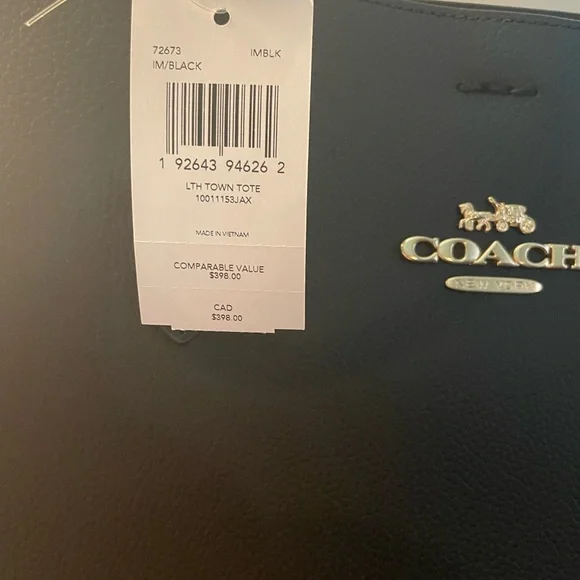 72673 IMBLK
IM/BLACK
1 92643 94626 2
LTH TOWN TOTE
10011153JAX
MADE IN VIETNAM
COMPARABLE VALUE
$398.00
CAD
$398.00
COACH
NEW YORK